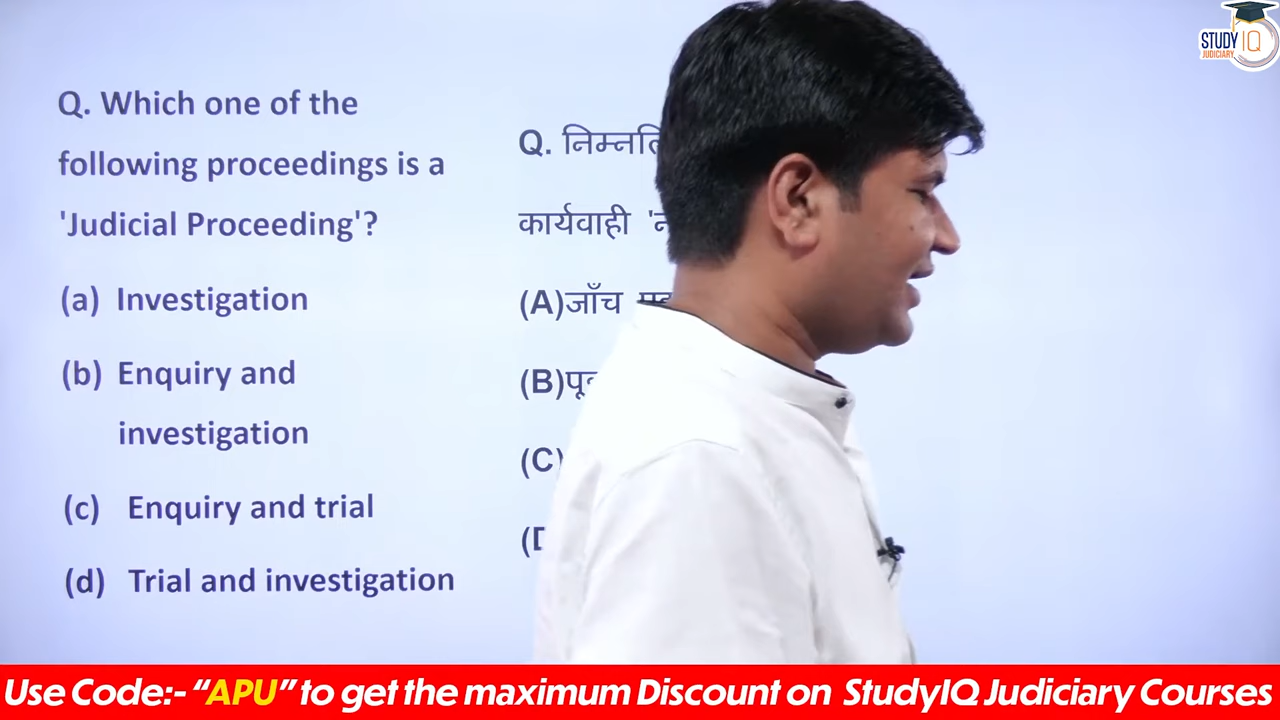 Q. Which one of the
following proceedings is a
'Judicial Proceeding'?
(a) Investigation
(b) Enquiry and
investigation
(c) Enquiry and trial
(d) Trial and investigation
Q.
कार्यवाही
(A)जाँच
(B)
(C)
STUDY IQ
JUDICIARY
Use Code:- “APU” to get the maximum Discount on StudyIQ Judiciary Courses